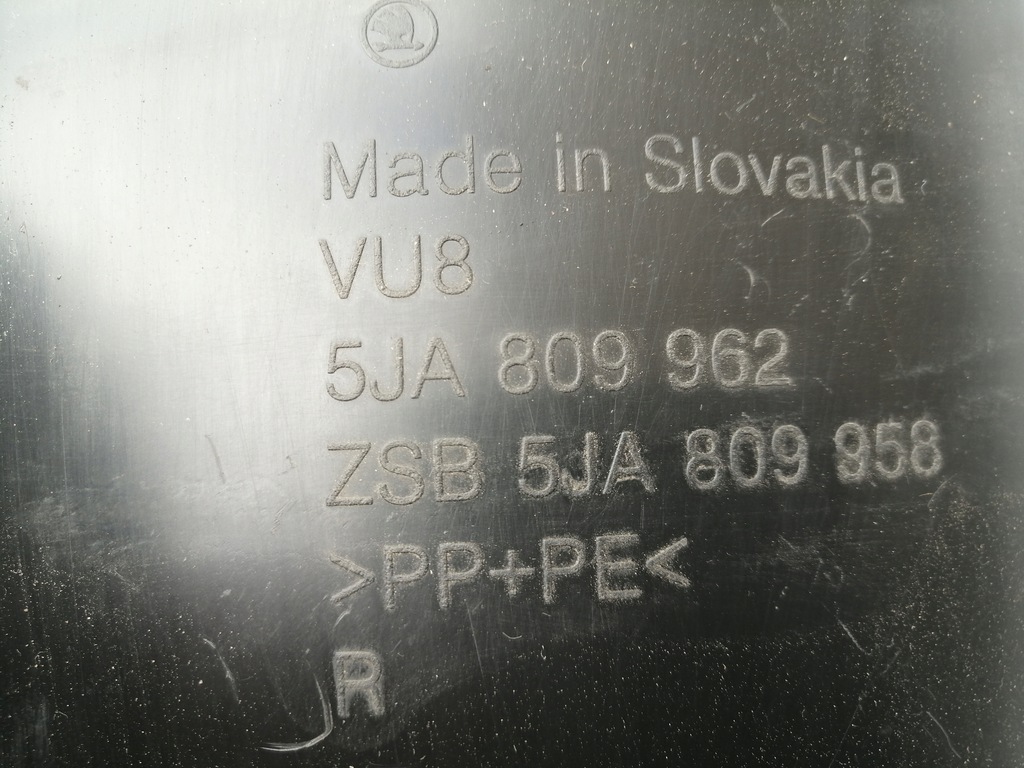 Made in Slovakia
VU8
5JA 809 962
ZSB 5JA 809 958
>PP+PE<
R